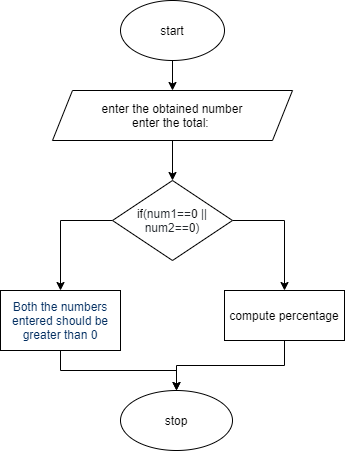 start
enter the obtained number
enter the total:
if(num1==0 ||
num2==0)
Both the numbers
entered should be
greater than 0
compute percentage
stop